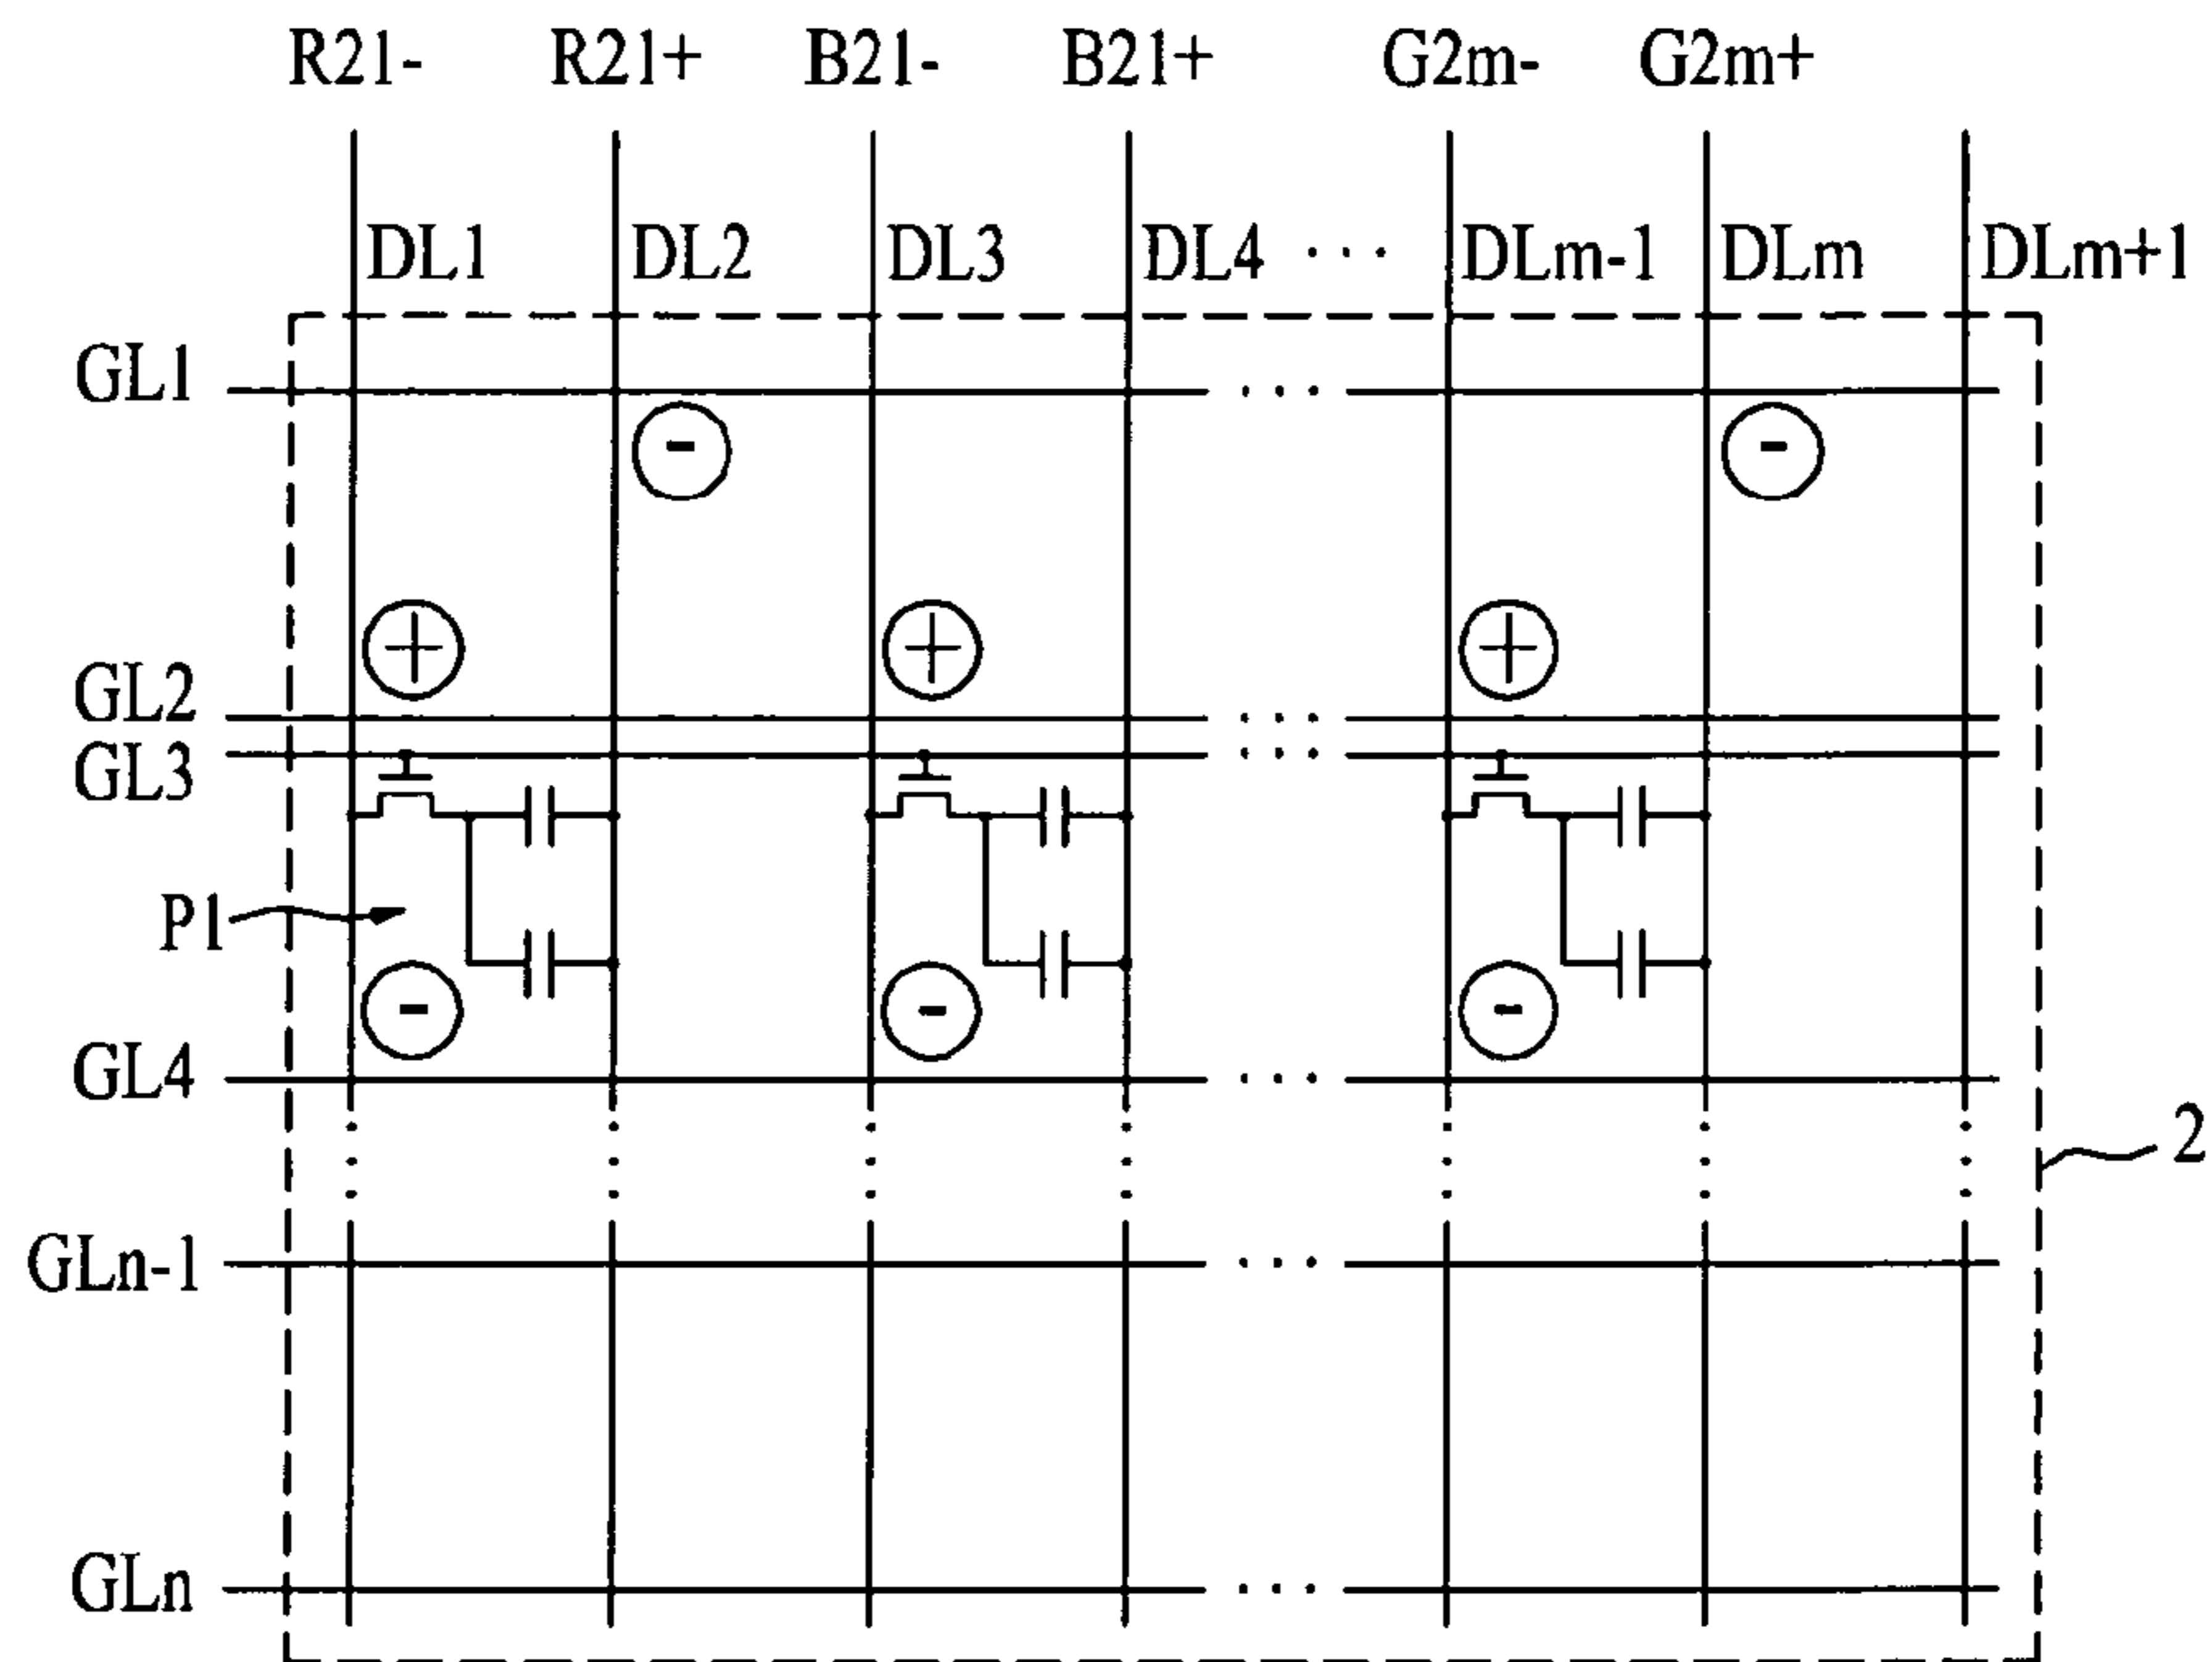 R21- R21+ B21- B21+ G2m- G2m+
DL1 DL2 DL3 DL4 ··· DLm-1 DLm DLm+1
GL1 ···
- -
+ + +
GL2 ···
GL3 ···
P1
- - -
GL4 ···
2
GLn-1 ···
GLn ···